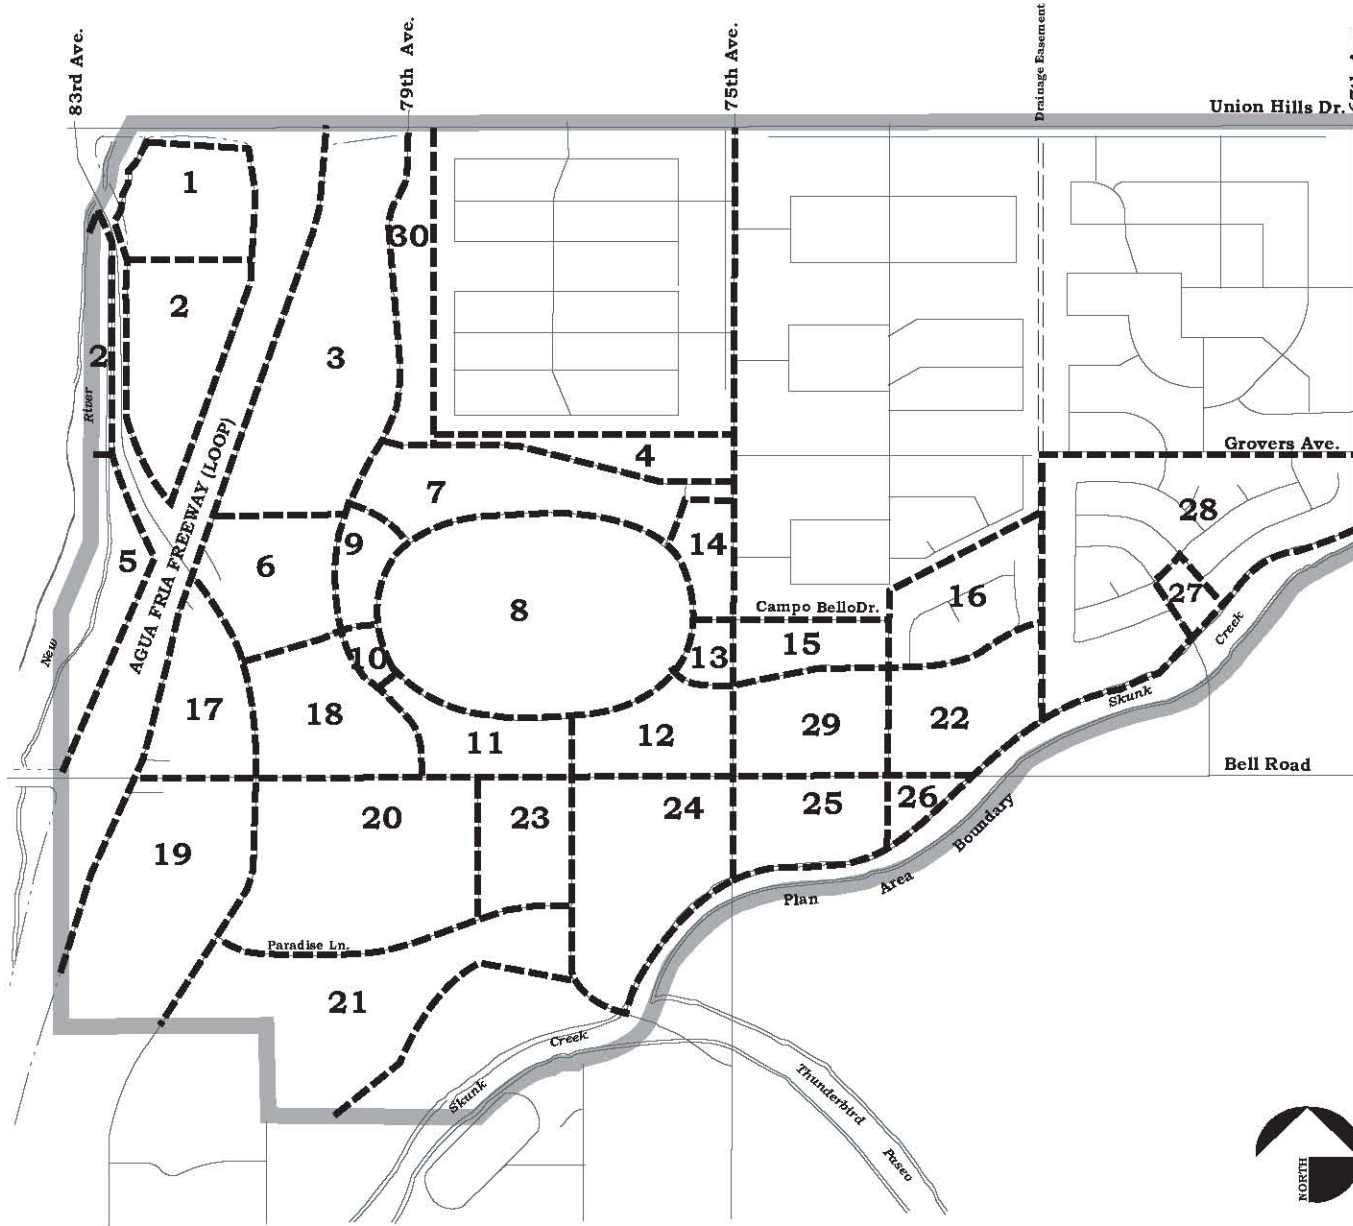 83rd Ave.
79th Ave.
75th Ave.
Drainage Easement
Union Hills Dr.
1
30
2
3
2
River
Grovers Ave.
4
7
28
AGUA FRIA FREEWAY (LOOP)
9
14
5
6
27
16
8
Campo BelloDr.
Creek
15
New
10
13
Skunk
17
18
29
22
12
11
Bell Road
26
25
24
20
23
Boundary
19
Area
Plan
Paradise Ln.
21
Creek
Skunk
Thunderbird
Paseo
NORTH